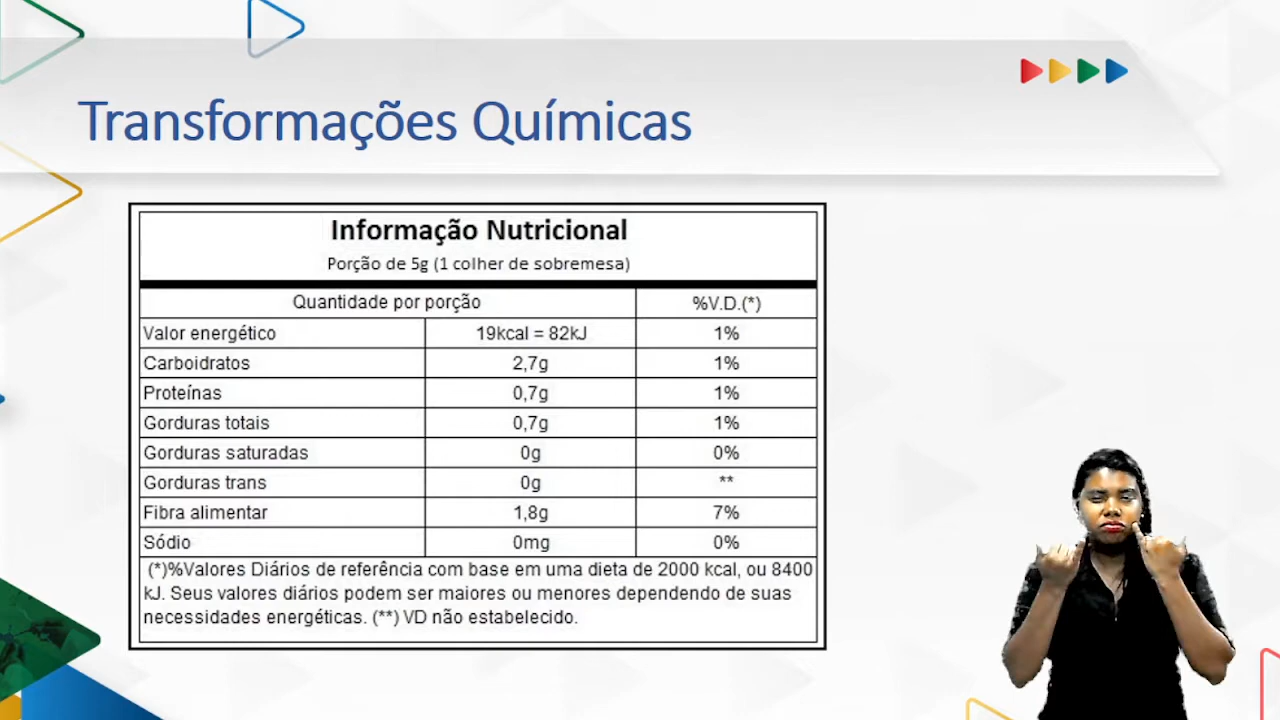 Transformações Químicas
Informação Nutricional
Porção de 5g (1 colher de sobremesa)
Quantidade por porção %V.D.(*)
Valor energético 19kcal = 82kJ 1%
Carboidratos 2,7g 1%
Proteínas 0,7g 1%
Gorduras totais 0,7g 1%
Gorduras saturadas 0g 0%
Gorduras trans 0g **
Fibra alimentar 1,8g 7%
Sódio 0mg 0%
(*)%Valores Diários de referência com base em uma dieta de 2000 kcal, ou 8400
kJ. Seus valores diários podem ser maiores ou menores dependendo de suas
necessidades energéticas. (**) VD não estabelecido.